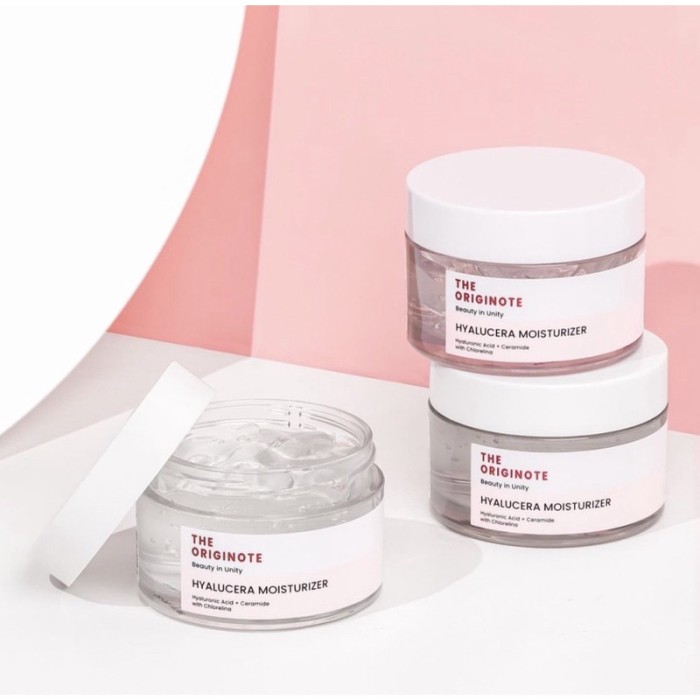 THE
ORIGINOTE
Beauty in Unity
HYALUCERA MOISTURIZER
Hyaluronic Acid + Ceramide
with Chlorelina
THE
ORIGINOTE
Beauty in Unity
HYALUCERA MOISTURIZER
Hyaluronic Acid + Ceramide
with Chlorelina
THE
ORIGINOTE
Beauty in Unity
HYALUCERA MOISTURIZER
Hyaluronic Acid + Ceramide
with Chlorelina